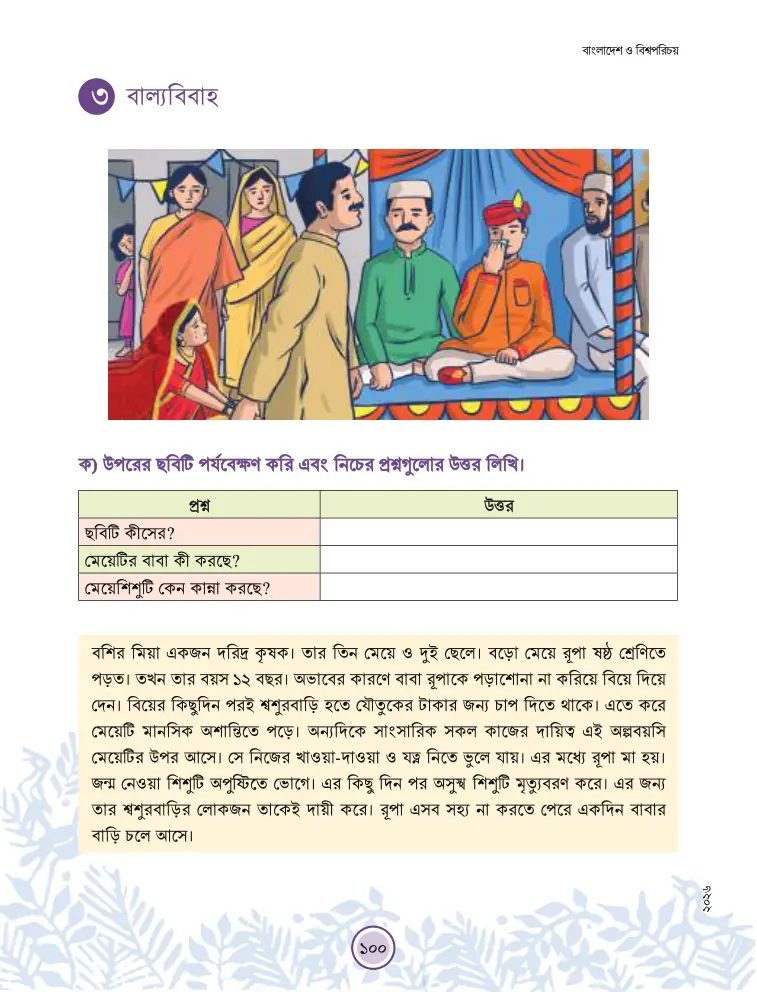 বাংলাদেশ ও বিশ্বপরিচয়
৩ বাল্যবিবাহ
ক) উপরের ছবিটি পর্যবেক্ষণ করি এবং নিচের প্রশ্নগুলোর উত্তর লিখি।
প্রশ্ন উত্তর
ছবিটি কীসের?
মেয়েটির বাবা কী করছে?
মেয়েশিশুটি কেন কান্না করছে?
বশির মিয়া একজন দরিদ্র কৃষক। তার তিন মেয়ে ও দুই ছেলে। বড়ো মেয়ে রূপা ষষ্ঠ শ্রেণিতে
পড়ত। তখন তার বয়স ১২ বছর। অভাবের কারণে বাবা রূপাকে পড়াশোনা না করিয়ে বিয়ে দিয়ে
দেন। বিয়ের কিছুদিন পরই শ্বশুরবাড়ি হতে যৌতুকের টাকার জন্য চাপ দিতে থাকে। এতে করে
মেয়েটি মানসিক অশান্তিতে পড়ে। অন্যদিকে সাংসারিক সকল কাজের দায়িত্ব এই অল্পবয়সি
মেয়েটির উপর আসে। সে নিজের খাওয়া-দাওয়া ও যত্ন নিতে ভুলে যায়। এর মধ্যে রূপা মা হয়।
জন্ম নেওয়া শিশুটি অপুষ্টিতে ভোগে। এর কিছু দিন পর অসুস্থ শিশুটি মৃত্যুবরণ করে। এর জন্য
তার শ্বশুরবাড়ির লোকজন তাকেই দায়ী করে। রূপা এসব সহ্য না করতে পেরে একদিন বাবার
বাড়ি চলে আসে।
২০২৬
১০০